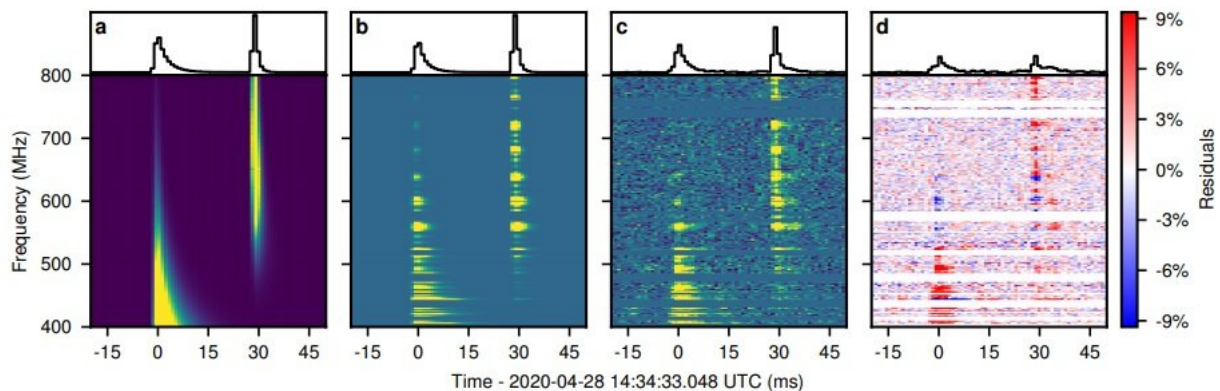 a b c d
9%
800
6%
700
3%
Frequency (MHz)
600
0%
Residuals
-3%
500
-6%
400
-9%
-15 0 15 30 45 -15 0 15 30 45 -15 0 15 30 45 -15 0 15 30 45
Time - 2020-04-28 14:34:33.048 UTC (ms)